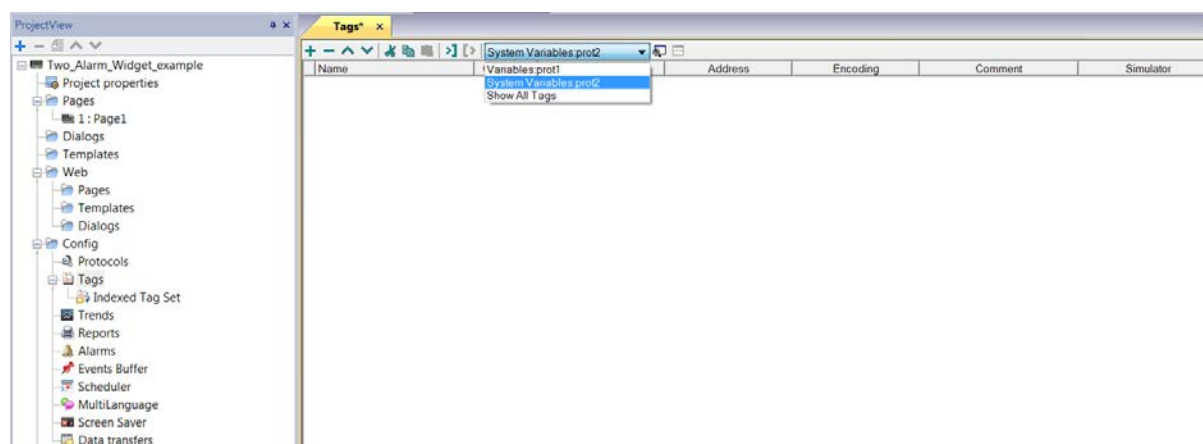 ProjectView
Two_Alarm_Widget_example
Project properties
Pages
1 : Page1
Dialogs
Templates
Web
Pages
Templates
Dialogs
Config
Protocols
Tags
Indexed Tag Set
Trends
Reports
Alarms
Events Buffer
Scheduler
MultiLanguage
Screen Saver
Data transfers
Tags*
System Variables:prot2
Name Address Encoding Comment Simulator
Variables:prot1
System Variables:prot2
Show All Tags